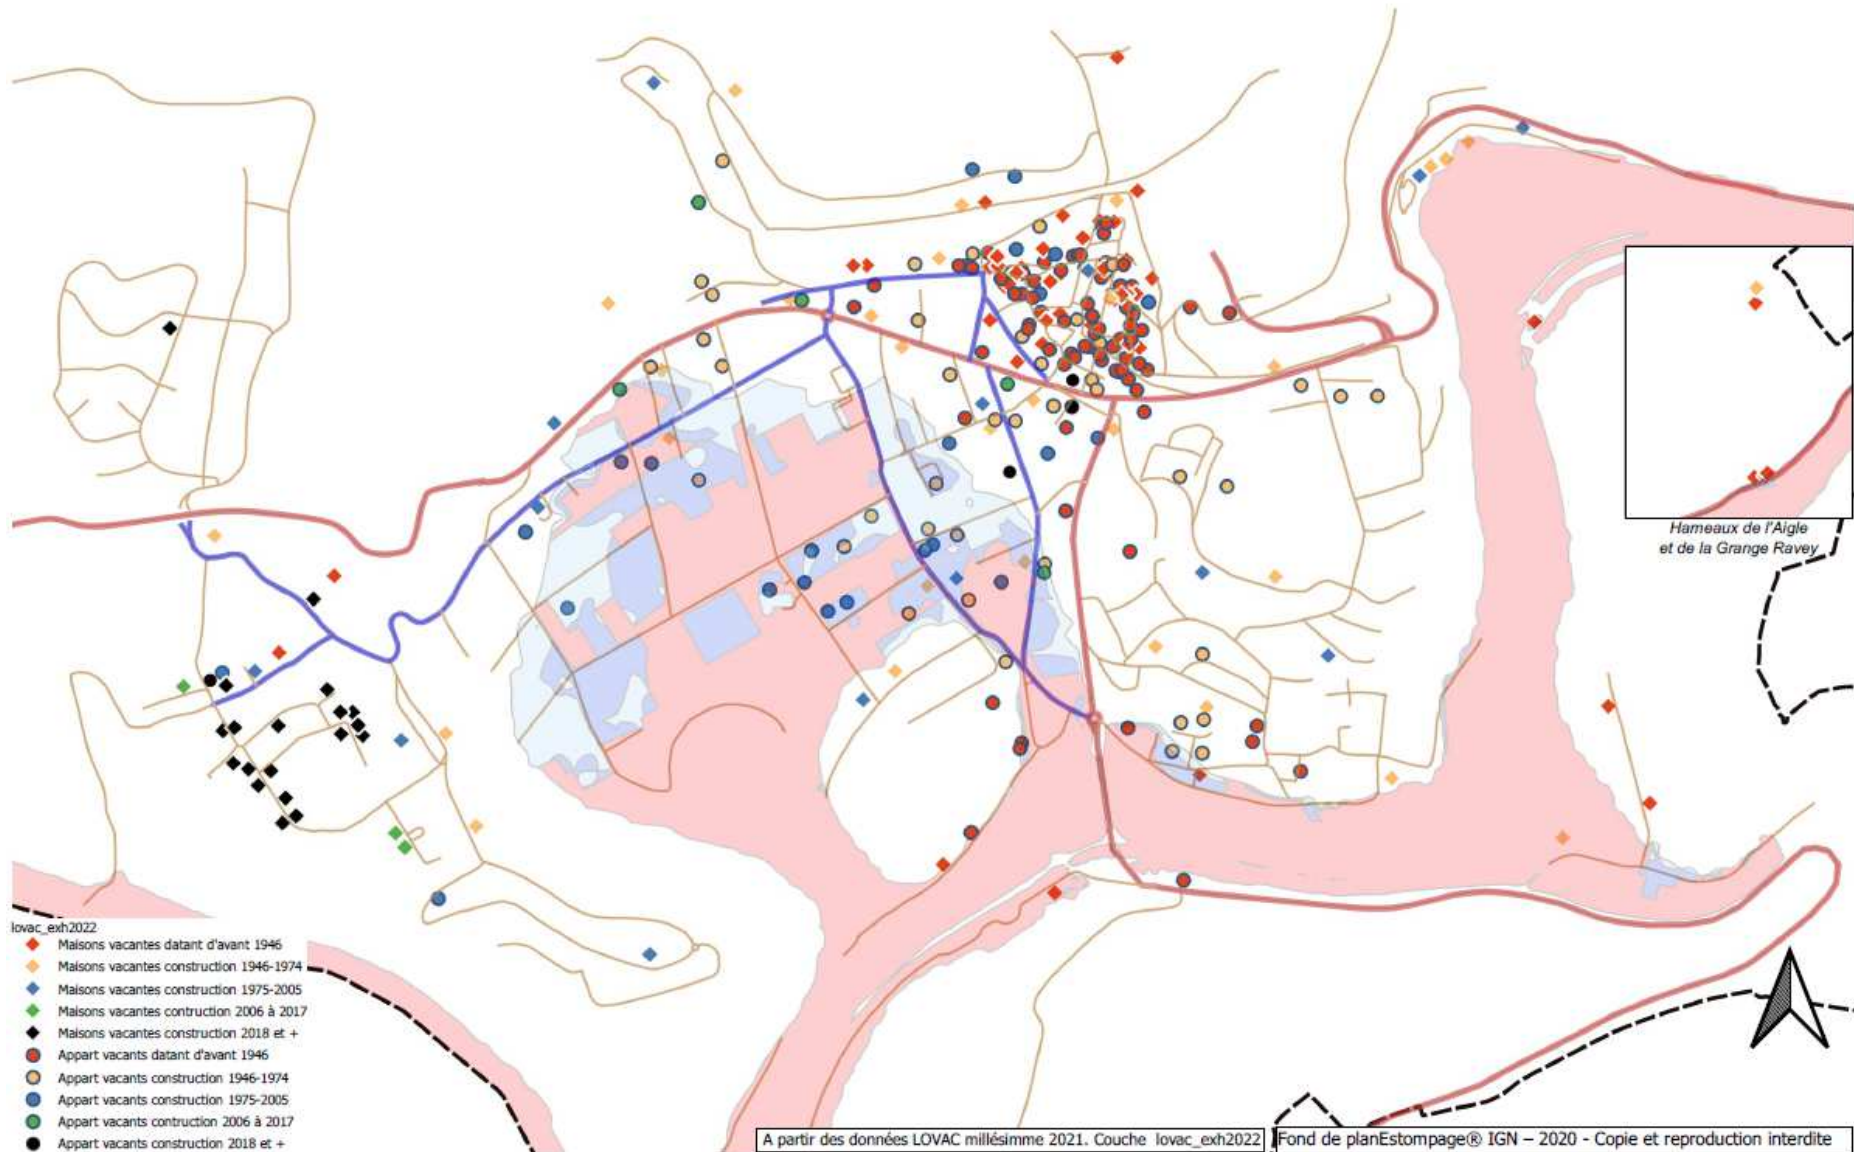 Hameaux de l'Aigle
et de la Grange Ravey
lovac_exh2022
Maisons vacantes datant d'avant 1946
Maisons vacantes construction 1946-1974
Maisons vacantes construction 1975-2005
Maisons vacantes contruction 2006 à 2017
Maisons vacantes construction 2018 et +
Appart vacants datant d'avant 1946
Appart vacants construction 1946-1974
Appart vacants construction 1975-2005
Appart vacants contruction 2006 à 2017
Appart vacants construction 2018 et +
A partir des données LOVAC millésimme 2021. Couche lovac_exh2022
Fond de planEstompage® IGN – 2020 - Copie et reproduction interdite